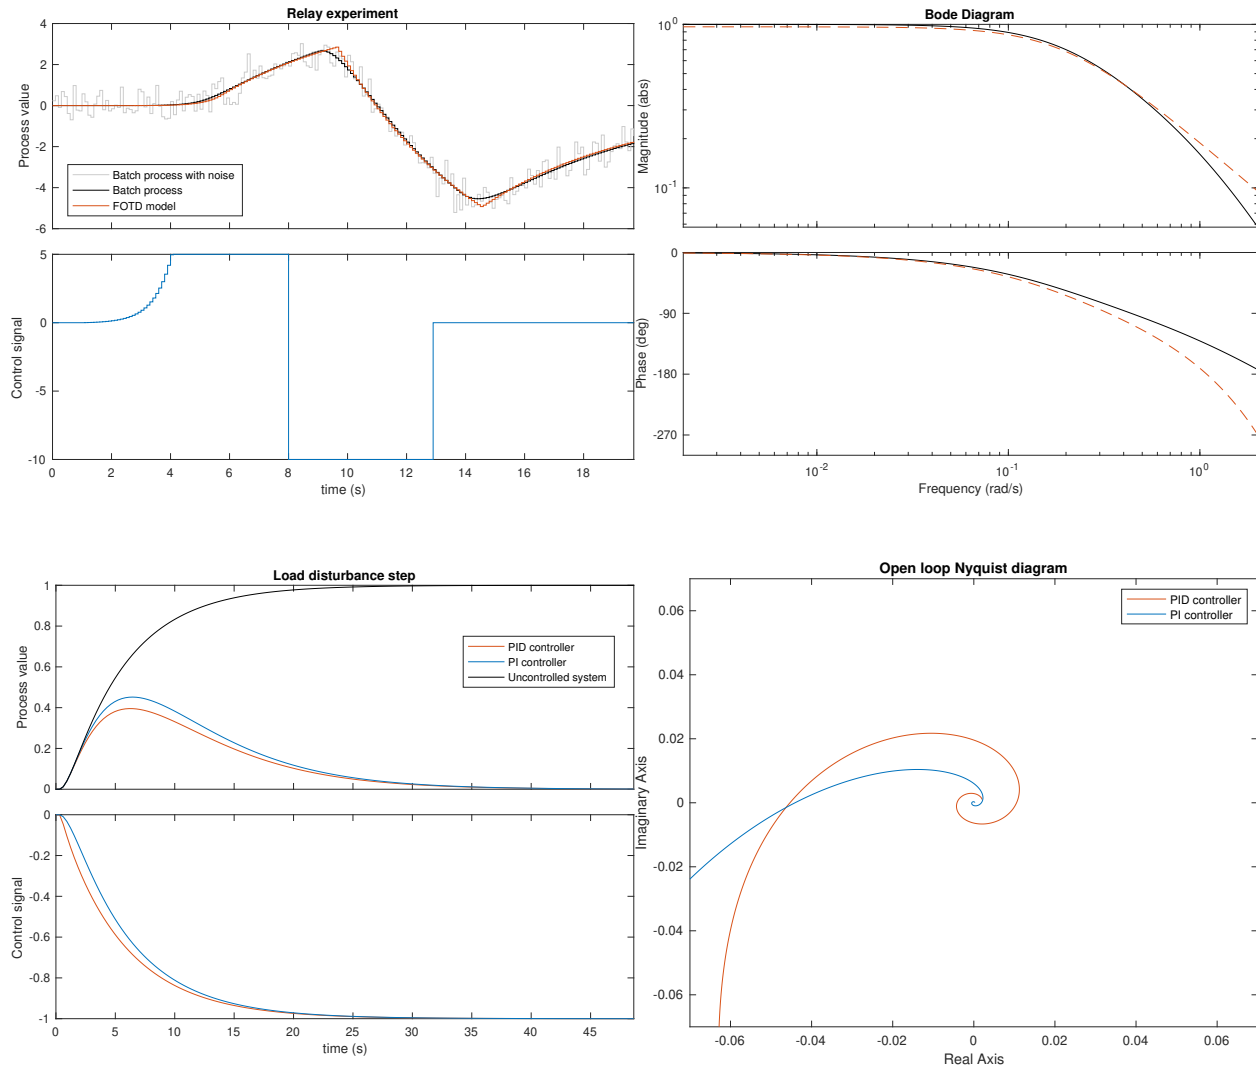 Relay experiment
4
2
0
-2
-4
-6
Process value
Batch process with noise
Batch process
FOTD model
5
0
-5
-10
Control signal
0 2 4 6 8 10 12 14 16 18
time (s)
Bode Diagram
10^0
10^-1
Magnitude (abs)
0
-90
-180
-270
Phase (deg)
10^-2 10^-1 10^0
Frequency (rad/s)
Load disturbance step
1
0.8
0.6
0.4
0.2
0
Process value
PID controller
PI controller
Uncontrolled system
0
-0.2
-0.4
-0.6
-0.8
-1
Control signal
0 5 10 15 20 25 30 35 40 45
time (s)
Open loop Nyquist diagram
PID controller
PI controller
0.06
0.04
0.02
0
-0.02
-0.04
-0.06
Imaginary Axis
-0.06 -0.04 -0.02 0 0.02 0.04 0.06
Real Axis